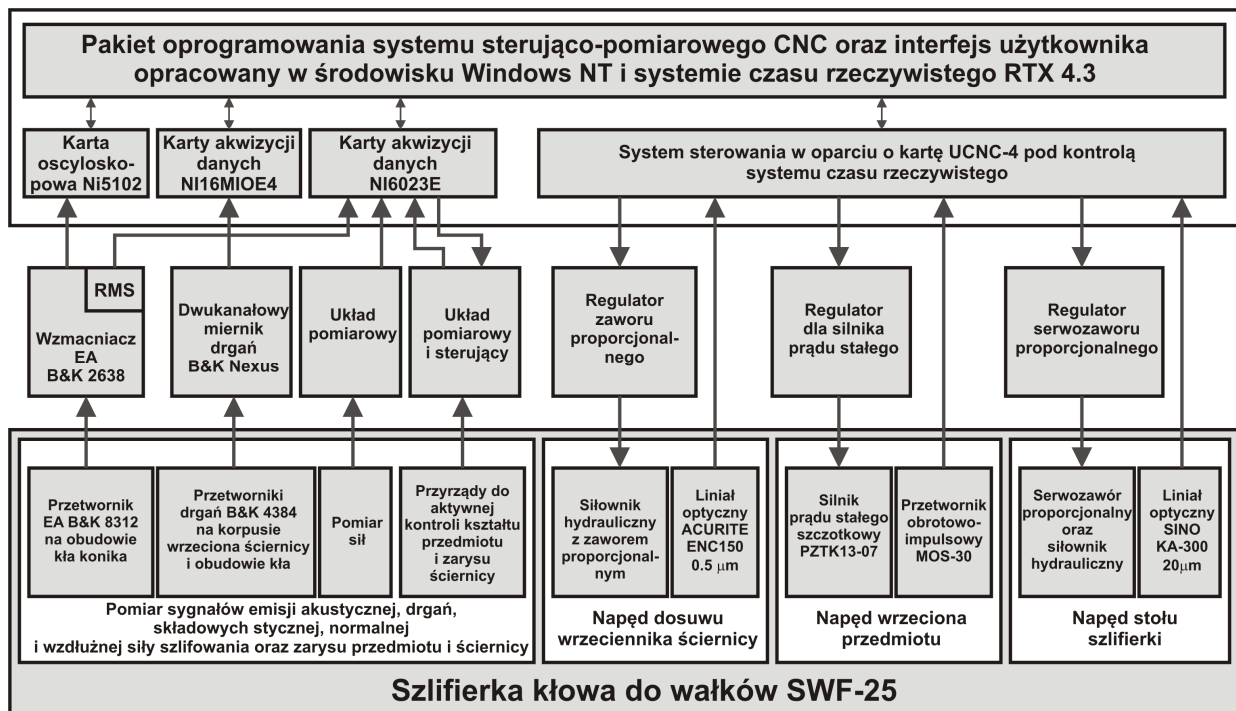 Pakiet oprogramowania systemu sterująco-pomiarowego CNC oraz interfejs użytkownika
opracowany w środowisku Windows NT i systemie czasu rzeczywistego RTX 4.3
Karta
oscylosko-
powa Ni5102
Karty akwizycji
danych
NI16MIOE4
Karty akwizycji
danych
NI6023E
System sterowania w oparciu o kartę UCNC-4 pod kontrolą
systemu czasu rzeczywistego
RMS
Wzmacniacz
EA
B&K 2638
Dwukanałowy
miernik
drgań
B&K Nexus
Układ
pomiarowy
Układ
pomiarowy
i sterujący
Regulator
zaworu
proporcjonal-
nego
Regulator
dla silnika
prądu stałego
Regulator
serwozaworu
proporcjonalnego
Przetwornik
EA B&K 8312
na obudowie
kła konika
Przetworniki
drgań B&K 4384
na korpusie
wrzeciona ściernicy
i obudowie kła
Pomiar
sił
Przyrządy do
aktywnej
kontroli kształtu
przedmiotu
i zarysu
ściernicy
Siłownik
hydrauliczny
z zaworem
proporcjonal-
nym
Liniał
optyczny
ACURITE
ENC150
0.5 μm
Silnik
prądu stałego
szczotkowy
PZTK13-07
Przetwornik
obrotowo-
impulsowy
MOS-30
Serwozawór
proporcjonalny
oraz
siłownik
hydrauliczny
Liniał
optyczny
SINO
KA-300
20μm
Pomiar sygnałów emisji akustycznej, drgań,
składowych stycznej, normalnej
i wzdłużnej siły szlifowania oraz zarysu przedmiotu i ściernicy
Napęd dosuwu
wrzeciennika ściernicy
Napęd wrzeciona
przedmiotu
Napęd stołu
szlifierki
Szlifierka kłowa do wałków SWF-25